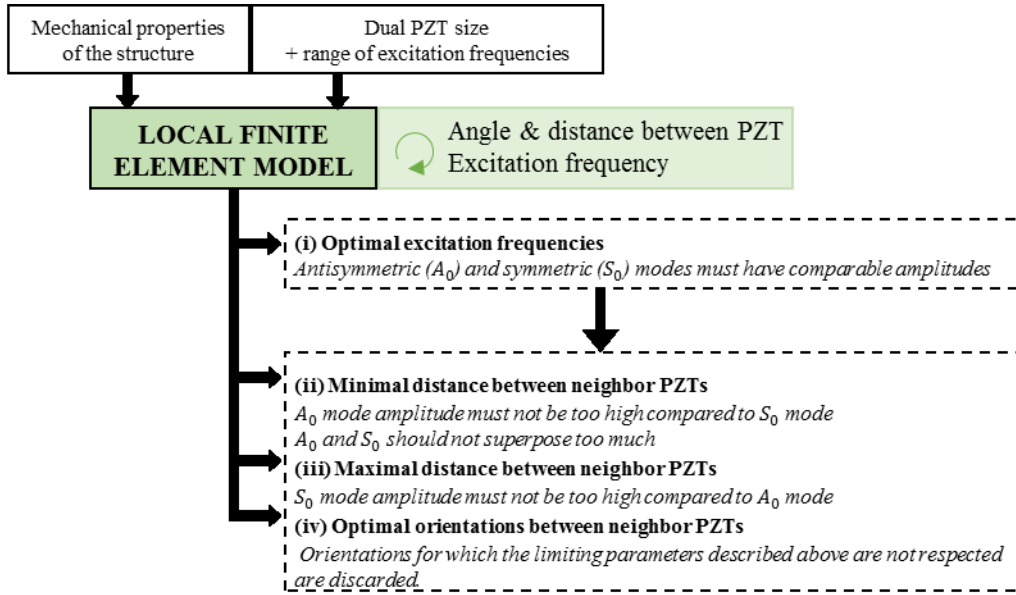 Mechanical properties
of the structure
Dual PZT size
+ range of excitation frequencies
LOCAL FINITE
ELEMENT MODEL
Angle & distance between PZT
Excitation frequency
(i) Optimal excitation frequencies
Antisymmetric (A₀) and symmetric (S₀) modes must have comparable amplitudes
(ii) Minimal distance between neighbor PZTs
A₀ mode amplitude must not be too high compared to S₀ mode
A₀ and S₀ should not superpose too much
(iii) Maximal distance between neighbor PZTs
S₀ mode amplitude must not be too high compared to A₀ mode
(iv) Optimal orientations between neighbor PZTs
Orientations for which the limiting parameters described above are not respected
are discarded.